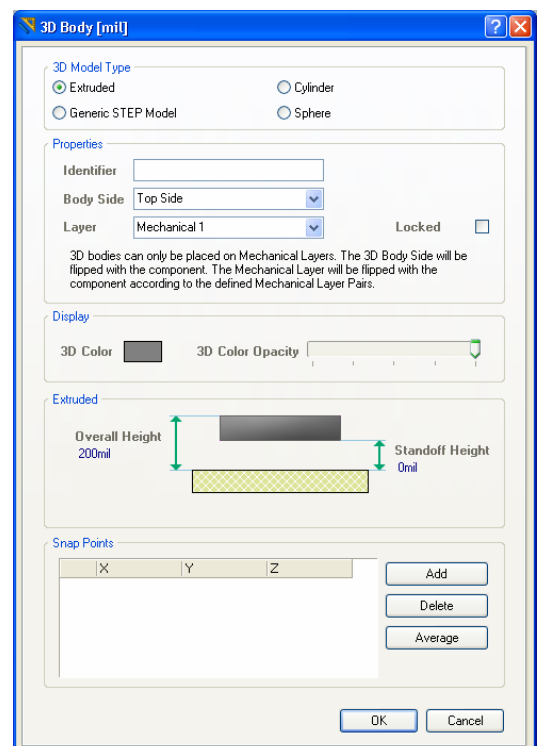 3D Body [mil]
3D Model Type
Extruded
Cylinder
Generic STEP Model
Sphere
Properties
Identifier
Body Side Top Side
Layer Mechanical 1 Locked
3D bodies can only be placed on Mechanical Layers. The 3D Body Side will be
flipped with the component. The Mechanical Layer will be flipped with the
component according to the defined Mechanical Layer Pairs.
Display
3D Color 3D Color Opacity
Extruded
Overall Height
200mil
Standoff Height
0mil
Snap Points
X Y Z
Add
Delete
Average
OK Cancel